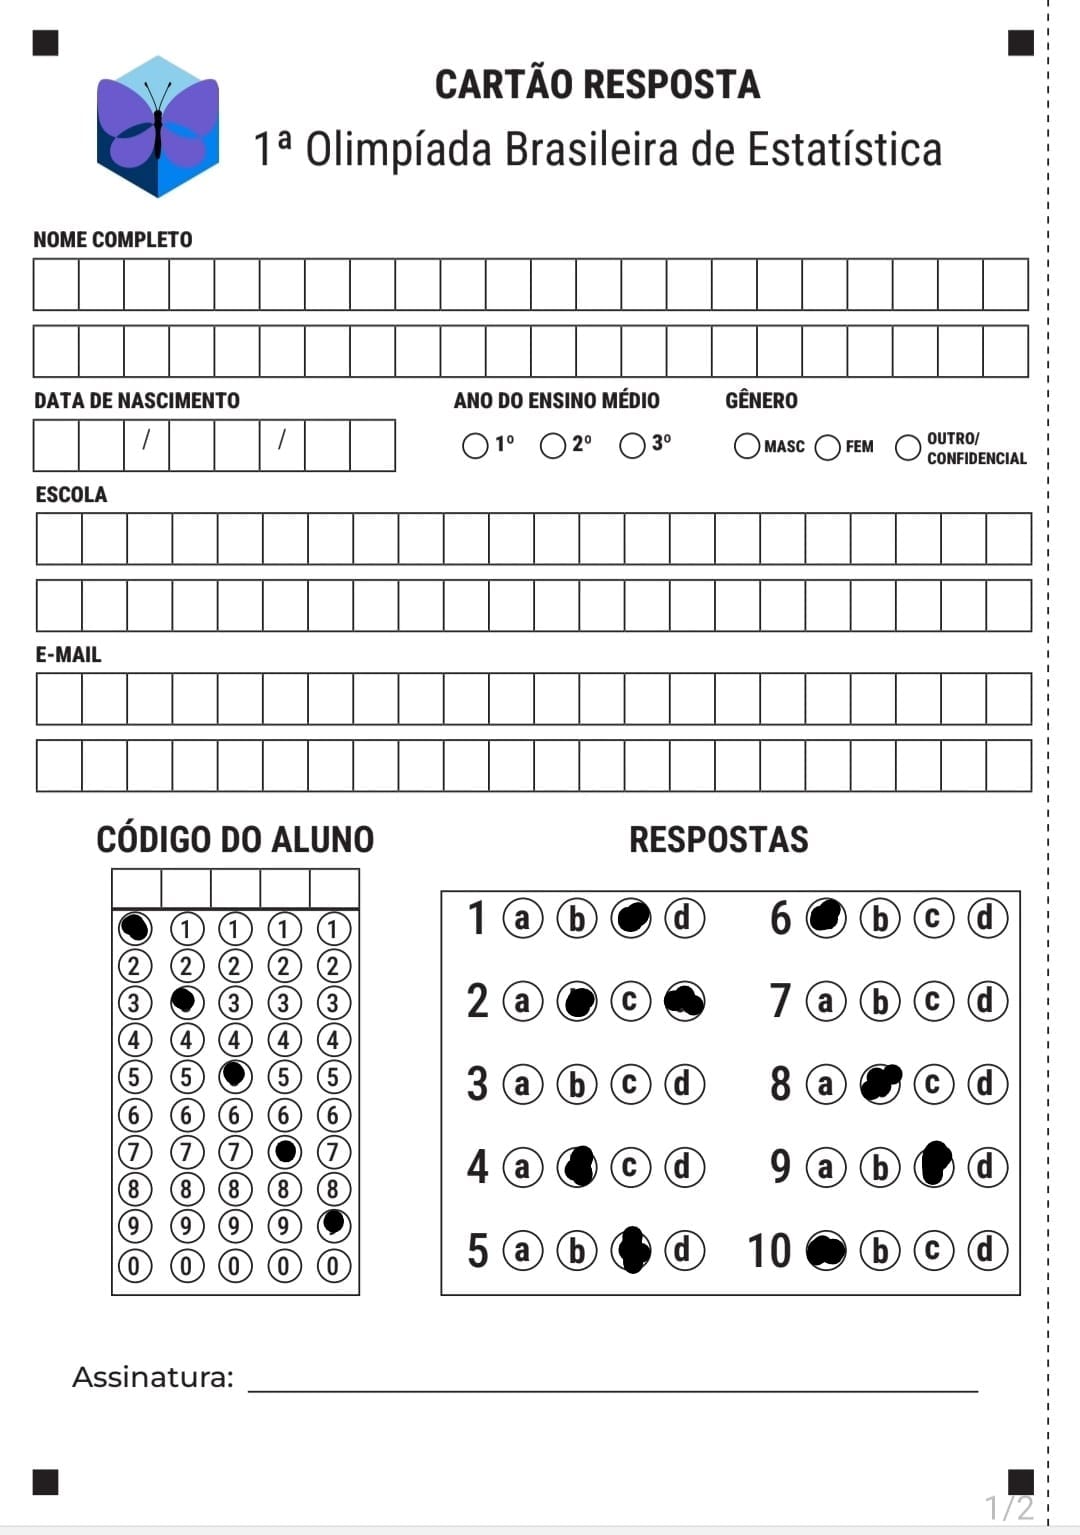 CARTÃO RESPOSTA
1ª Olimpíada Brasileira de Estatística
NOME COMPLETO
DATA DE NASCIMENTO ANO DO ENSINO MÉDIO GÊNERO
/ / 1º 2º 3º MASC FEM OUTRO/
CONFIDENCIAL
ESCOLA
E-MAIL
CÓDIGO DO ALUNO RESPOSTAS
1 1 1 1
2 2 2 2 2
3 3 3 3
4 4 4 4 4
5 5 5 5
6 6 6 6 6
7 7 7 7
8 8 8 8 8
9 9 9 9
0 0 0 0 0
1 a b d 6 b c d
2 a c 7 a b c d
3 a b c d 8 a c d
4 a c d 9 a b d
5 a b d 10 b c d
Assinatura:
1/2